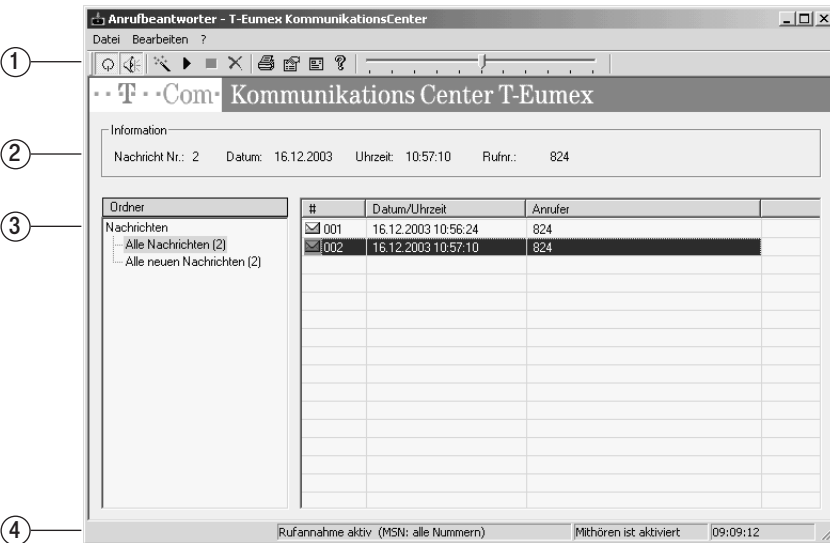 Anrufbeantworter - T-Eumex KommunikationsCenter
Datei Bearbeiten ?
1
··T··Com· Kommunikations Center T-Eumex
Information
2
Nachricht Nr.: 2 Datum: 16.12.2003 Uhrzeit: 10:57:10 Rufnr.: 824
Ordner # Datum/Uhrzeit Anrufer
3
Nachrichten 001 16.12.2003 10:56:24 824
Alle Nachrichten (2) 002 16.12.2003 10:57:10 824
Alle neuen Nachrichten (2)
4
Rufannahme aktiv (MSN: alle Nummern) Mithören ist aktiviert 09:09:12